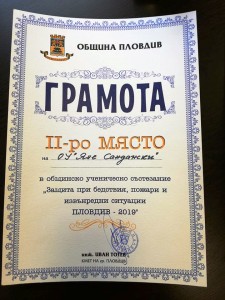 ОБЩИНА ПЛОВДИВ
ГРАМОТА
II-ро МЯСТО
на ОУ "Яне Сандански"
в общинско ученическо състезание
„Защита при бедствия, пожари и
извънредни ситуации
ПЛОВДИВ - 2019"
инж. ИВАН ТОТЕВ
КМЕТ НА гр. ПЛОВДИВ